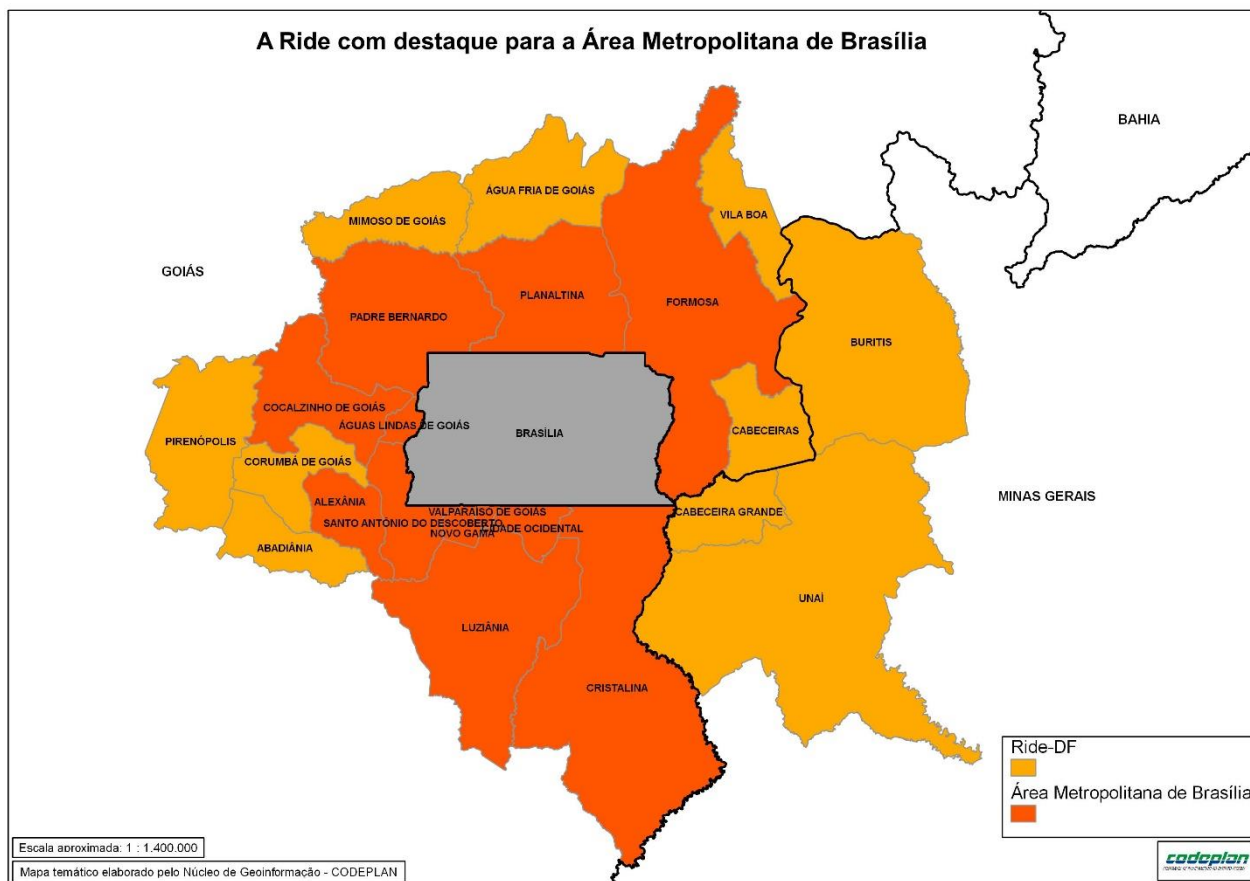 A Ride com destaque para a Área Metropolitana de Brasília
BAHIA
ÁGUA FRIA DE GOIÁS
MIMOSO DE GOIÁS
VILA BOA
GOIÁS
PLANALTINA
FORMOSA
PADRE BERNARDO
BURITIS
COCALZINHO DE GOIÁS
ÁGUAS LINDAS DE GOIÁS
BRASÍLIA
CABECEIRAS
PIRENÓPOLIS
CORUMBÁ DE GOIÁS
MINAS GERAIS
ALEXÂNIA
VALPARAÍSO DE GOIÁS
CABECEIRA GRANDE
SANTO ANTÔNIO DO DESCOBERTO
CIDADE OCIDENTAL
NOVO GAMA
ABADIÂNIA
UNAÍ
LUZIÂNIA
CRISTALINA
Ride-DF
Área Metropolitana de Brasília
Escala aproximada: 1 : 1.400.000
Mapa temático elaborado pelo Núcleo de Geoinformação - CODEPLAN
codeplan